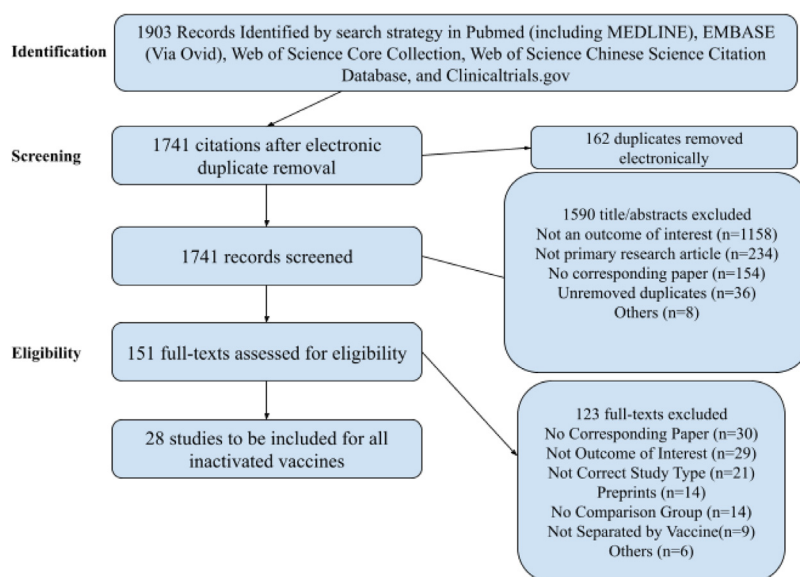 Identification
1903 Records Identified by search strategy in Pubmed (including MEDLINE), EMBASE
(Via Ovid), Web of Science Core Collection, Web of Science Chinese Science Citation
Database, and Clinicaltrials.gov
Screening
1741 citations after electronic
duplicate removal
162 duplicates removed
electronically
1741 records screened
1590 title/abstracts excluded
Not an outcome of interest (n=1158)
Not primary research article (n=234)
No corresponding paper (n=154)
Unremoved duplicates (n=36)
Others (n=8)
Eligibility
151 full-texts assessed for eligibility
123 full-texts excluded
No Corresponding Paper (n=30)
Not Outcome of Interest (n=29)
Not Correct Study Type (n=21)
Preprints (n=14)
No Comparison Group (n=14)
Not Separated by Vaccine(n=9)
Others (n=6)
28 studies to be included for all
inactivated vaccines